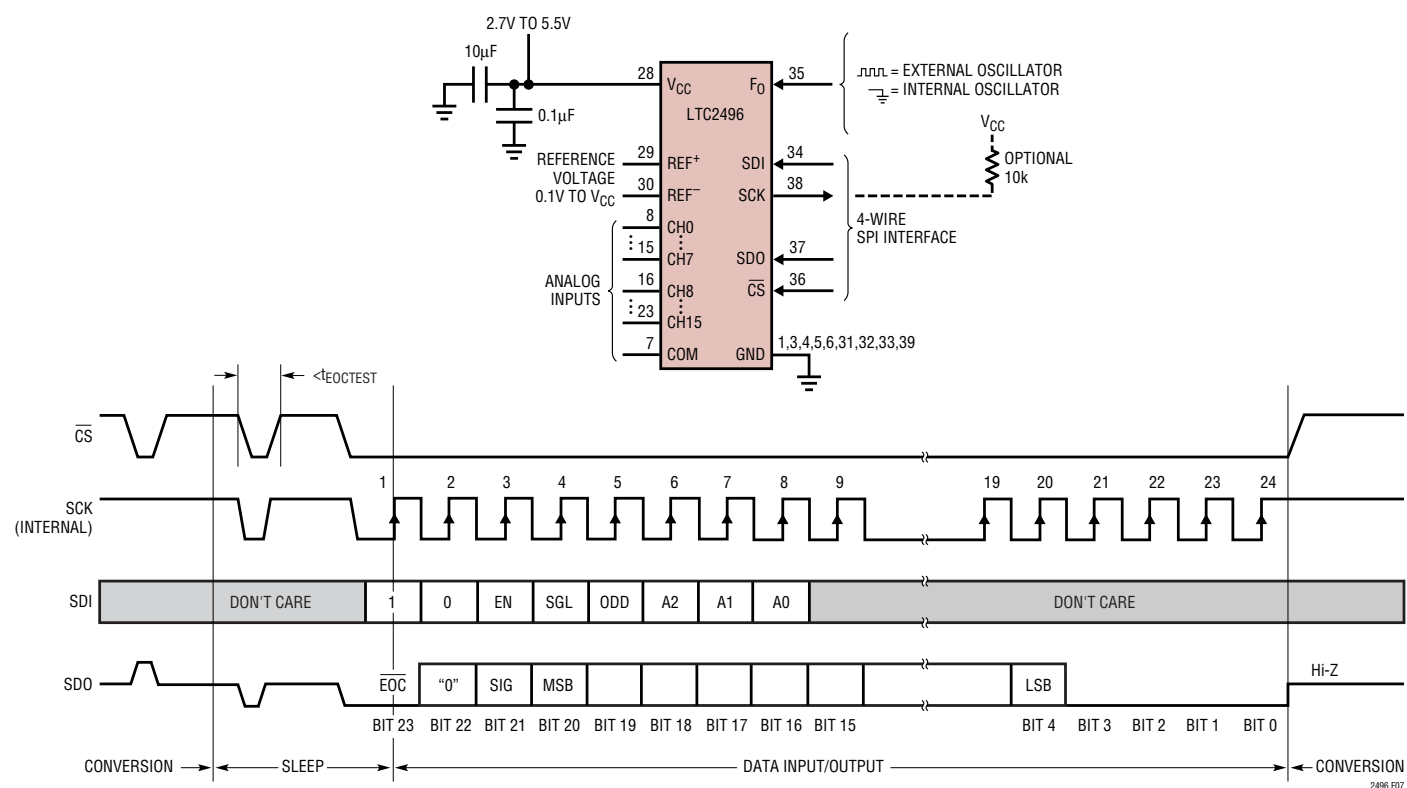 2.7V TO 5.5V
10μF
0.1μF
28
VCC
FO
35
LTC2496
= EXTERNAL OSCILLATOR
= INTERNAL OSCILLATOR
VCC
OPTIONAL
10k
REFERENCE
VOLTAGE
0.1V TO VCC
29
REF+
SDI
34
30
REF–
SCK
38
4-WIRE
SPI INTERFACE
8
CH0
15
CH7
SDO
37
ANALOG
INPUTS
16
CH8
CS
36
23
CH15
7
COM
GND
1,3,4,5,6,31,32,33,39
<tEOCTEST
CS
SCK
(INTERNAL)
1 2 3 4 5 6 7 8 9 19 20 21 22 23 24
SDI
DON'T CARE 1 0 EN SGL ODD A2 A1 A0 DON'T CARE
SDO
EOC "0" SIG MSB LSB Hi-Z
BIT 23 BIT 22 BIT 21 BIT 20 BIT 19 BIT 18 BIT 17 BIT 16 BIT 15 BIT 4 BIT 3 BIT 2 BIT 1 BIT 0
CONVERSION SLEEP DATA INPUT/OUTPUT CONVERSION
2496 F07